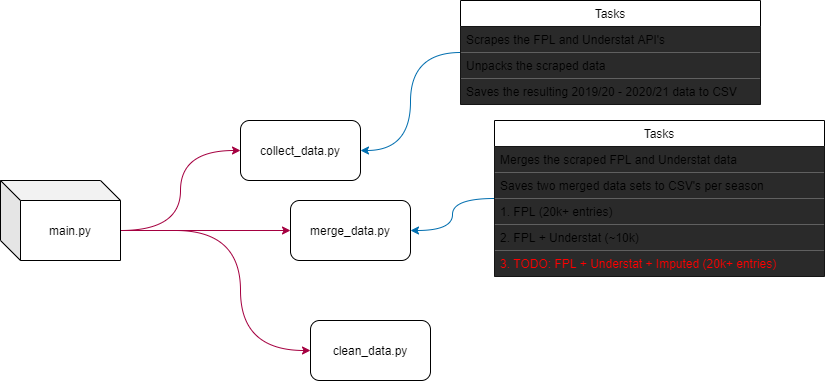 Tasks
Scrapes the FPL and Understat API's
Unpacks the scraped data
Saves the resulting 2019/20 - 2020/21 data to CSV
Tasks
Merges the scraped FPL and Understat data
Saves two merged data sets to CSV's per season
1. FPL (20k+ entries)
2. FPL + Understat (~10k)
3. TODO: FPL + Understat + Imputed (20k+ entries)
collect_data.py
main.py
merge_data.py
clean_data.py